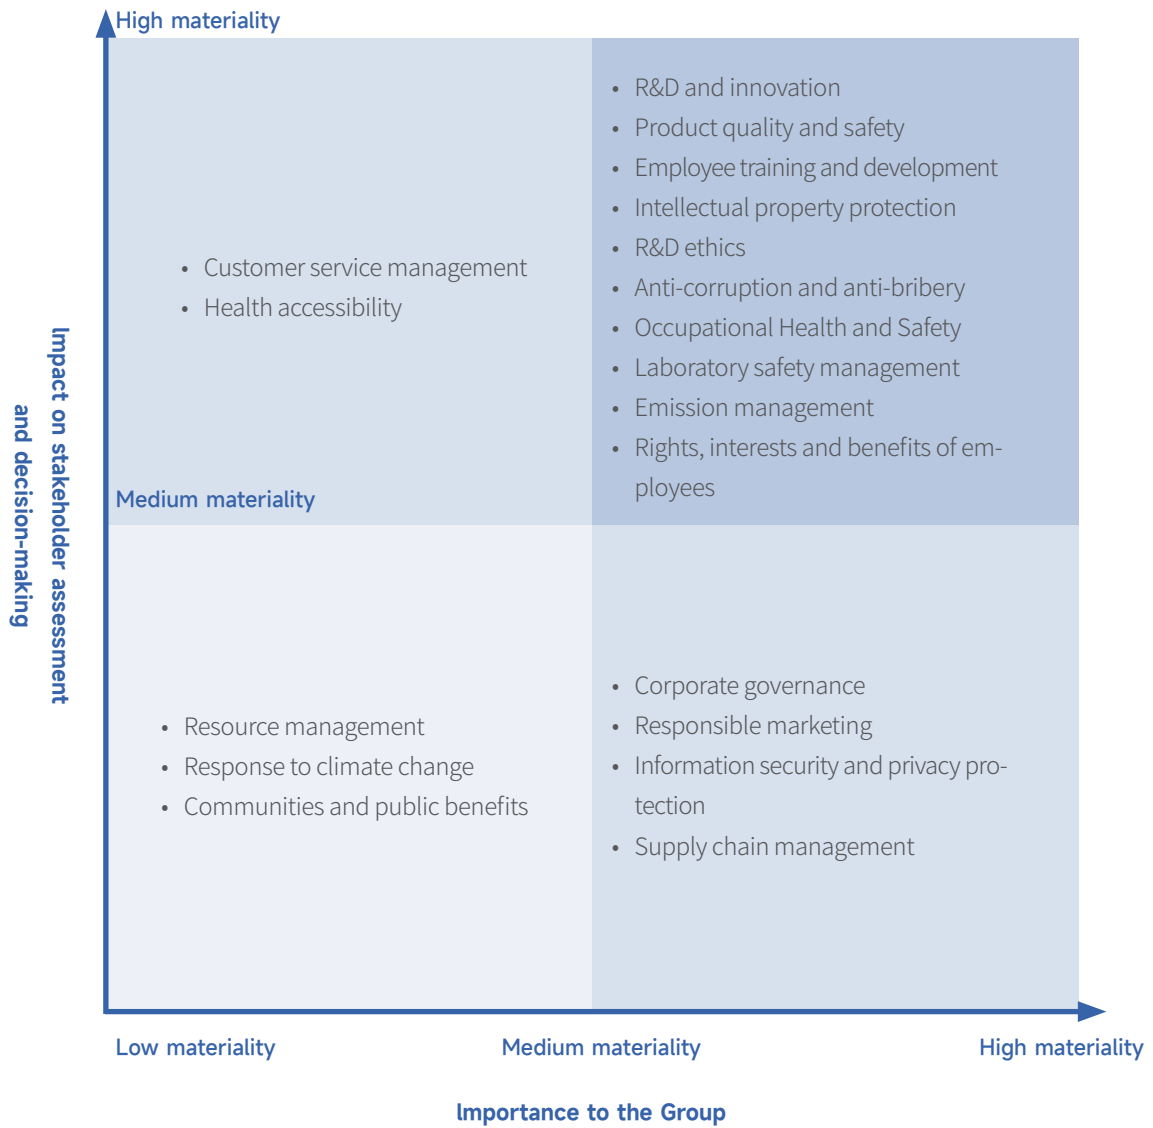 High materiality
• R&D and innovation
• Product quality and safety
• Employee training and development
• Intellectual property protection
• R&D ethics
• Anti-corruption and anti-bribery
• Occupational Health and Safety
• Laboratory safety management
• Emission management
• Rights, interests and benefits of em-
ployees
• Customer service management
• Health accessibility
Medium materiality
Impact on stakeholder assessment
and decision-making
• Resource management
• Response to climate change
• Communities and public benefits
• Corporate governance
• Responsible marketing
• Information security and privacy pro-
tection
• Supply chain management
Low materiality
Medium materiality
High materiality
Importance to the Group